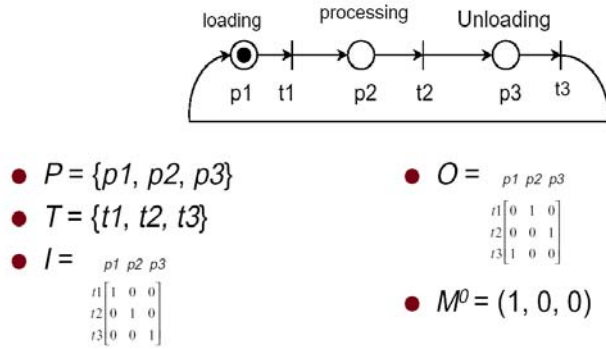 loading processing Unloading
p1 t1 p2 t2 p3 t3
• P = {p1, p2, p3}
• T = {t1, t2, t3}
• I =
p1 p2 p3
t1 [1 0 0]
t2 [0 1 0]
t3 [0 0 1]
• O =
p1 p2 p3
t1 [0 1 0]
t2 [0 0 1]
t3 [1 0 0]
• M⁰ = (1, 0, 0)